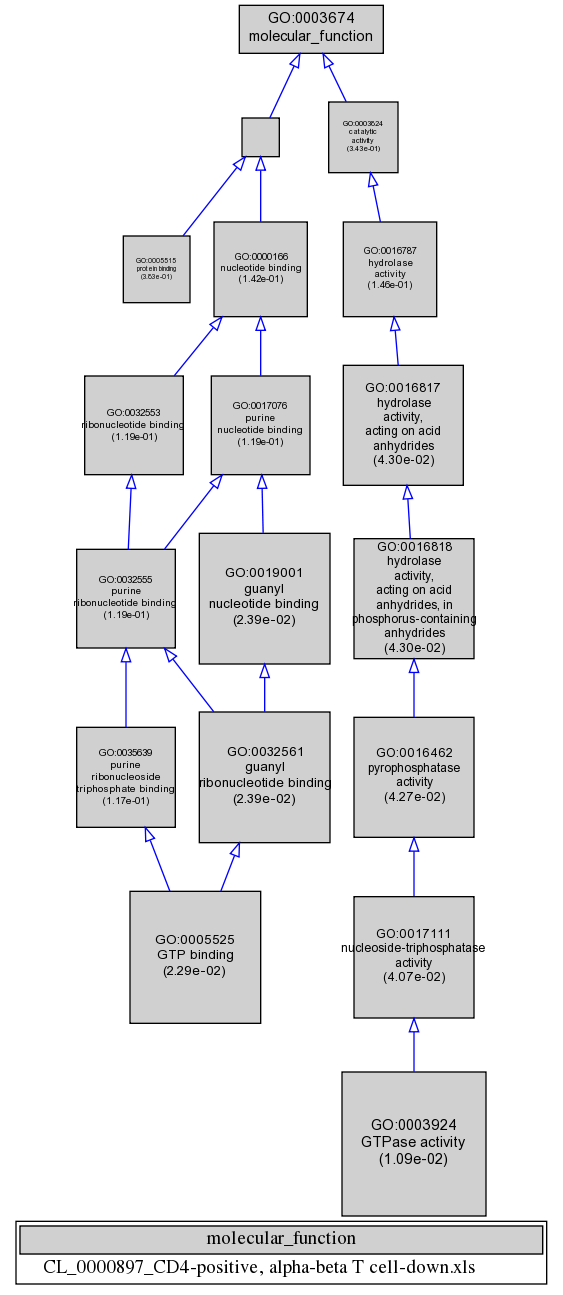 GO:0003674
molecular_function
GO:0003824
catalytic
activity
(3.43e-01)
GO:0005515
protein binding
(3.63e-01)
GO:0000166
nucleotide binding
(1.42e-01)
GO:0016787
hydrolase
activity
(1.46e-01)
GO:0032553
ribonucleotide binding
(1.19e-01)
GO:0017076
purine
nucleotide binding
(1.19e-01)
GO:0016817
hydrolase
activity,
acting on acid
anhydrides
(4.30e-02)
GO:0032555
purine
ribonucleotide binding
(1.19e-01)
GO:0019001
guanyl
nucleotide binding
(2.39e-02)
GO:0016818
hydrolase
activity,
acting on acid
anhydrides, in
phosphorus-containing
anhydrides
(4.30e-02)
GO:0035639
purine
ribonucleoside
triphosphate binding
(1.17e-01)
GO:0032561
guanyl
ribonucleotide binding
(2.39e-02)
GO:0016462
pyrophosphatase
activity
(4.27e-02)
GO:0005525
GTP binding
(2.29e-02)
GO:0017111
nucleoside-triphosphatase
activity
(4.07e-02)
GO:0003924
GTPase activity
(1.09e-02)
molecular_function
CL_0000897_CD4-positive, alpha-beta T cell-down.xls